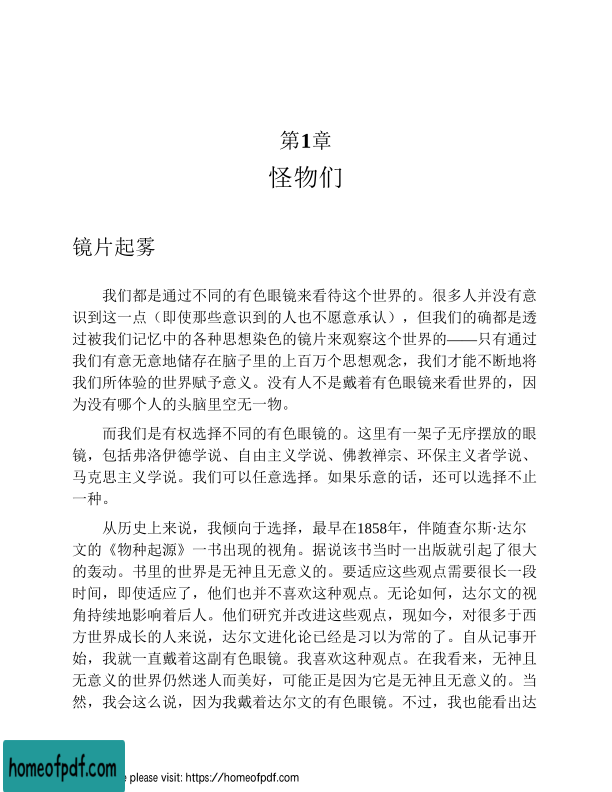 第1章
怪物们
镜片起雾
我们都是通过不同的有色眼镜来看待这个世界的。很多人并没有意
识到这一点（即使那些意识到的人也不愿意承认），但我们的确都是透
过被我们记忆中的各种思想染色的镜片来观察这个世界的——只有通过
我们有意无意地储存在脑子里的上百万个思想观念，我们才能不断地将
我们所体验的世界赋予意义。没有人不是戴着有色眼镜来看世界的，因
为没有哪个人的头脑里空无一物。
而我们是有权选择不同的有色眼镜的。这里有一架子无序摆放的眼
镜，包括弗洛伊德学说、自由主义学说、佛教禅宗、环保主义者学说、
马克思主义学说。我们可以任意选择。如果乐意的话，还可以选择不止
一种。
从历史上来说，我倾向于选择，最早在1858年，伴随查尔斯·达尔
文的《物种起源》一书出现的视角。据说该书当时一出版就引起了很大
的轰动。书里的世界是无神且无意义的。要适应这些观点需要很长一段
时间，即使适应了，他们也并不喜欢这种观点。无论如何，达尔文的视
角持续地影响着后人。他们研究并改进这些观点，现如今，对很多于西
方世界成长的人来说，达尔文进化论已经是习以为常的了。自从记事开
始，我就一直戴着这副有色眼镜。我喜欢这种观点。在我看来，无神且
无意义的世界仍然迷人而美好，可能正是因为它是无神且无意义的。当
然，我会这么说，因为我戴着达尔文的有色眼镜。不过，我也能看出达
homeofpdf.com
e please visit: https://homeofpdf.com